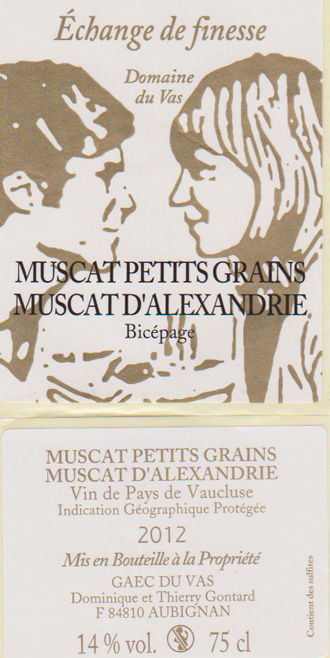 Échange de finesse
Domaine
du Vas
MUSCAT PETITS GRAINS
MUSCAT D'ALEXANDRIE
Bicépage
MUSCAT PETITS GRAINS
MUSCAT D'ALEXANDRIE
Vin de Pays de Vaucluse
Indication Géographique Protégée
2012
Mis en Bouteille à la Propriété
GAEC DU VAS
Dominique et Thierry Gontard
F 84810 AUBIGNAN
14 % vol. 75 cl
Contient des sulfites